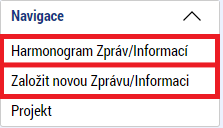 Navigace
Harmonogram Zpráv/Informací
Založit novou Zprávu/Informaci
Projekt